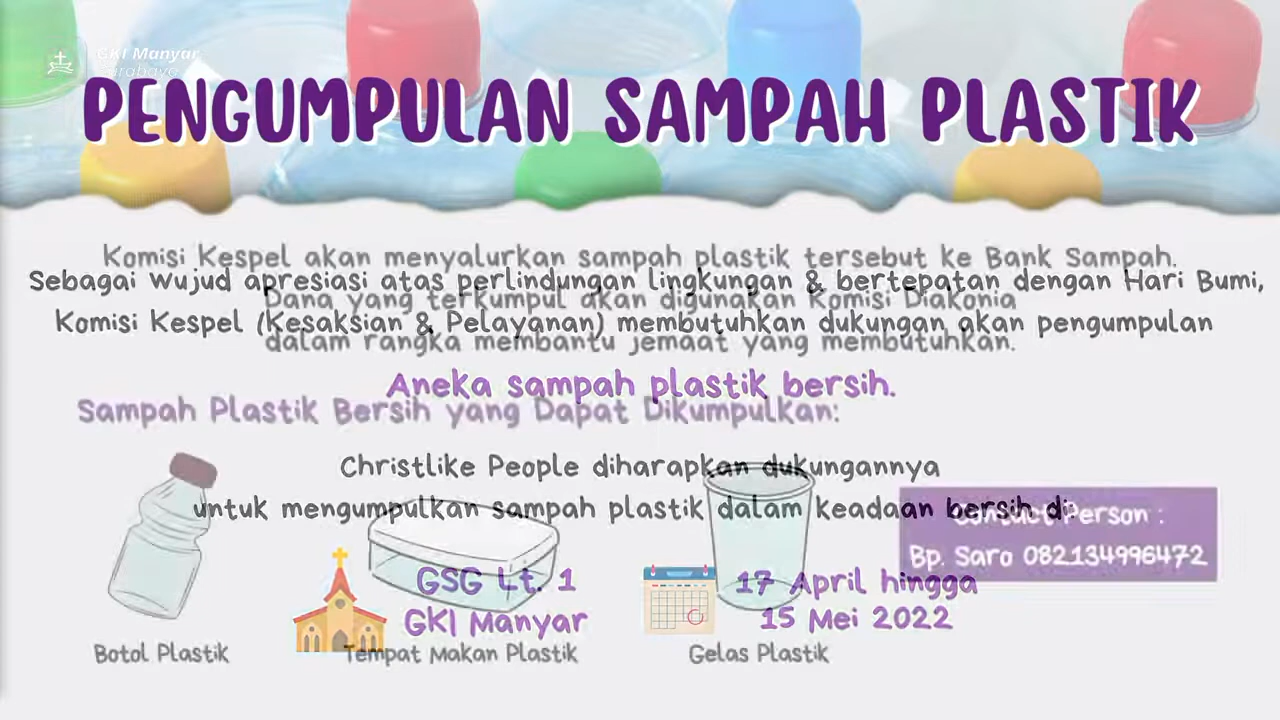 GKI Manyar
Surabaya
PENGUMPULAN SAMPAH PLASTIK
Komisi Kespel akan menyalurkan sampah plastik tersebut ke Bank Sampah.
Sebagai wujud apresiasi atas perlindungan lingkungan & bertepatan dengan Hari Bumi,
Dana yang terkumpul akan digunakan Komisi Diakonia
Komisi Kespel (Kesaksian & Pelayanan) membutuhkan dukungan akan pengumpulan
dalam rangka membantu jemaat yang membutuhkan.
Aneka sampah plastik bersih.
Sampah Plastik Bersih yang Dapat Dikumpulkan:
Christlike People diharapkan dukungannya
untuk mengumpulkan sampah plastik dalam keadaan bersih di:
Contact Person :
Bp. Saro 082134996472
GSG Lt. 1
GKI Manyar
17 April hingga
15 Mei 2022
Botol Plastik
Tempat Makan Plastik
Gelas Plastik